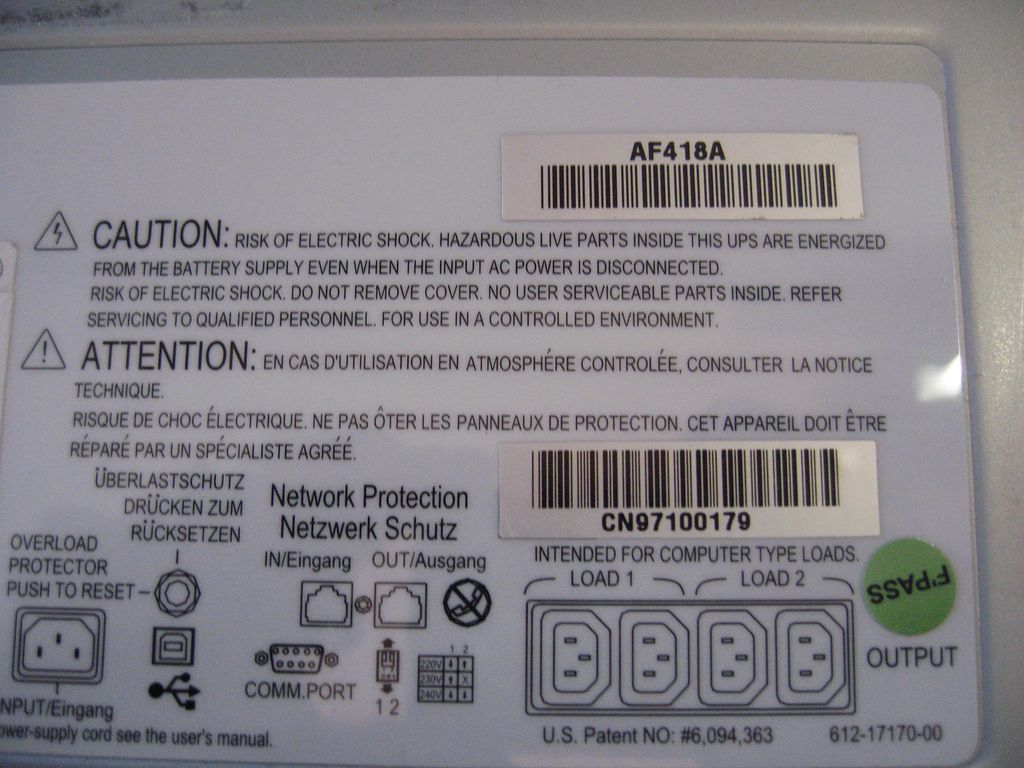 AF418A
CAUTION: RISK OF ELECTRIC SHOCK. HAZARDOUS LIVE PARTS INSIDE THIS UPS ARE ENERGIZED
FROM THE BATTERY SUPPLY EVEN WHEN THE INPUT AC POWER IS DISCONNECTED.
RISK OF ELECTRIC SHOCK. DO NOT REMOVE COVER. NO USER SERVICEABLE PARTS INSIDE. REFER
SERVICING TO QUALIFIED PERSONNEL. FOR USE IN A CONTROLLED ENVIRONMENT.
ATTENTION: EN CAS D'UTILISATION EN ATMOSPHÉRE CONTROLÉE, CONSULTER LA NOTICE
TECHNIQUE.
RISQUE DE CHOC ÉLECTRIQUE. NE PAS ÔTER LES PANNEAUX DE PROTECTION. CET APPAREIL DOIT ÊTRE
RÉPARÉ PAR UN SPÉCIALISTE AGRÉÉ.
ÜBERLASTSCHUTZ
DRÜCKEN ZUM
RÜCKSETZEN
OVERLOAD
PROTECTOR
PUSH TO RESET
Network Protection
Netzwerk Schutz
IN/Eingang OUT/Ausgang
CN97100179
INTENDED FOR COMPUTER TYPE LOADS.
LOAD 1 LOAD 2
F'PASS
OUTPUT
COMM.PORT
1 2
1 2
220V
230V X
240V
NPUT/Eingang
ower-supply cord see the user's manual.
U.S. Patent NO: #6,094,363 612-17170-00